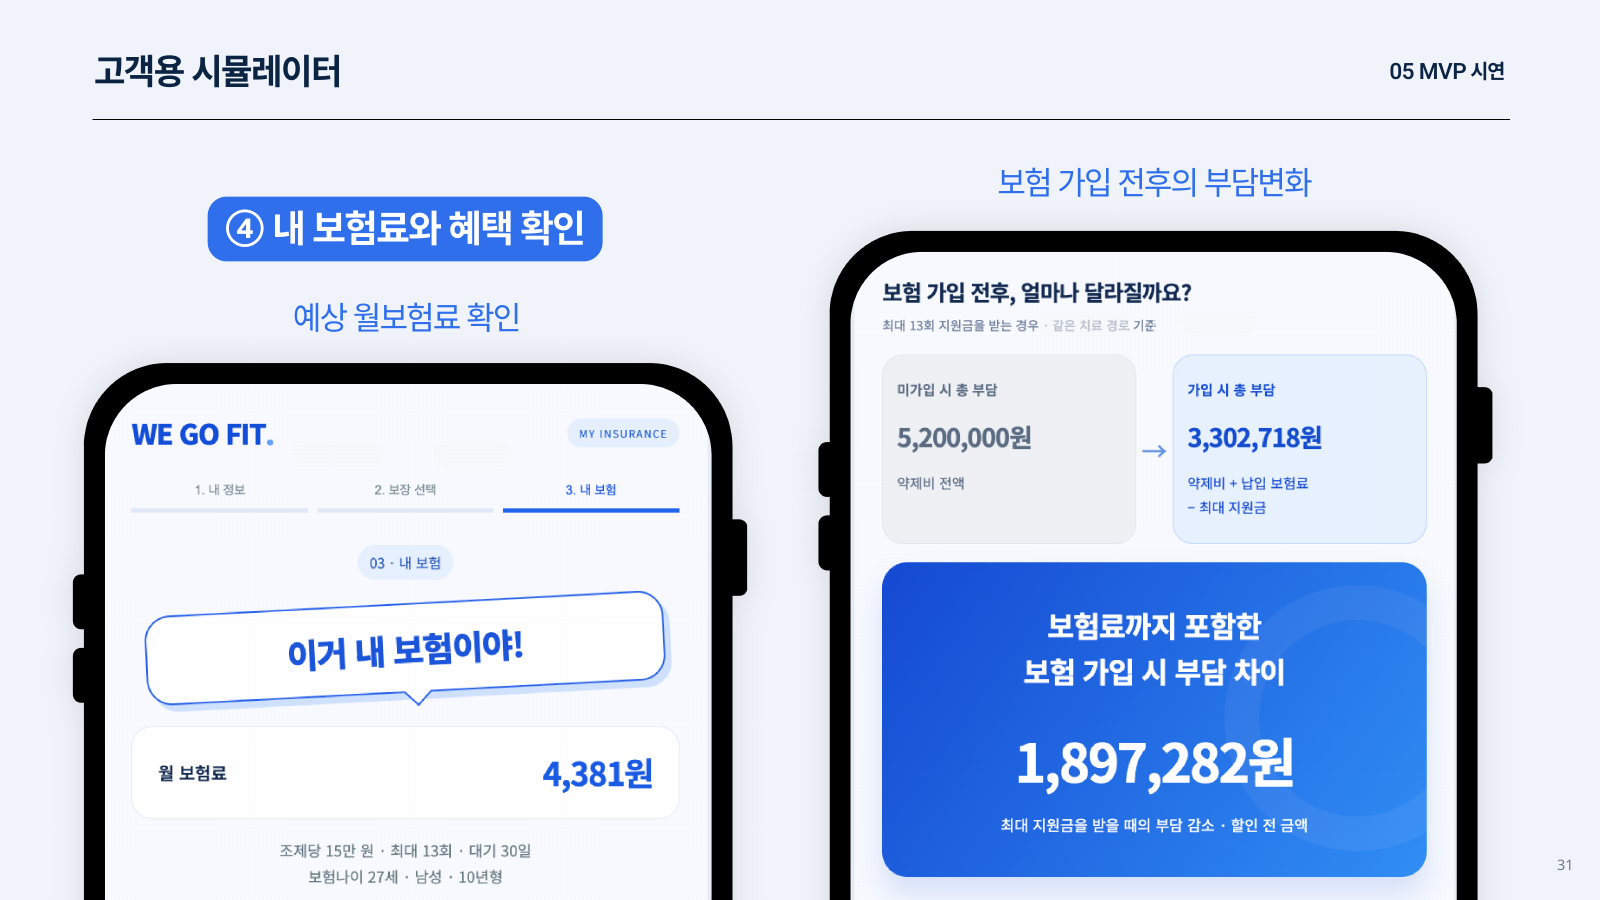 고객용 시뮬레이터
05 MVP 시연
④ 내 보험료와 혜택 확인
예상 월보험료 확인
WE GO FIT.
MY INSURANCE
1. 내 정보
2. 보장 선택
3. 내 보험
03 · 내 보험
이거 내 보험이야!
월 보험료
4,381원
조제당 15만 원 · 최대 13회 · 대기 30일
보험나이 27세 · 남성 · 10년형
보험 가입 전후의 부담변화
보험 가입 전후, 얼마나 달라질까요?
최대 13회 지원금을 받는 경우 · 같은 치료 경로 기준
미가입 시 총 부담
5,200,000원
약제비 전액
→
가입 시 총 부담
3,302,718원
약제비 + 납입 보험료
− 최대 지원금
보험료까지 포함한
보험 가입 시 부담 차이
1,897,282원
최대 지원금을 받을 때의 부담 감소 · 할인 전 금액
31